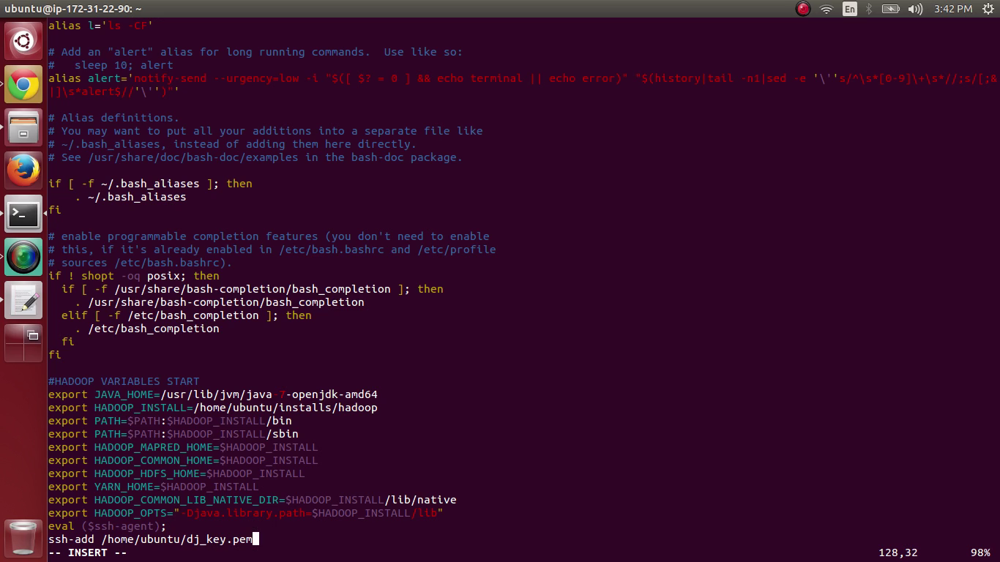 ubuntu@ip-172-31-22-90: ~
En
3:42 PM
alias l='ls -CF'
# Add an "alert" alias for long running commands.  Use like so:
#   sleep 10; alert
alias alert='notify-send --urgency=low -i "$([ $? = 0 ] && echo terminal || echo error)" "$(history|tail -n1|sed -e '\''s/^\s*[0-9]\+\s*//;s/[;&
|]\s*alert$//'\'')"'
# Alias definitions.
# You may want to put all your additions into a separate file like
# ~/.bash_aliases, instead of adding them here directly.
# See /usr/share/doc/bash-doc/examples in the bash-doc package.
if [ -f ~/.bash_aliases ]; then
    . ~/.bash_aliases
fi
# enable programmable completion features (you don't need to enable
# this, if it's already enabled in /etc/bash.bashrc and /etc/profile
# sources /etc/bash.bashrc).
if ! shopt -oq posix; then
  if [ -f /usr/share/bash-completion/bash_completion ]; then
    . /usr/share/bash-completion/bash_completion
  elif [ -f /etc/bash_completion ]; then
    . /etc/bash_completion
  fi
fi
#HADOOP VARIABLES START
export JAVA_HOME=/usr/lib/jvm/java-7-openjdk-amd64
export HADOOP_INSTALL=/home/ubuntu/installs/hadoop
export PATH=$PATH:$HADOOP_INSTALL/bin
export PATH=$PATH:$HADOOP_INSTALL/sbin
export HADOOP_MAPRED_HOME=$HADOOP_INSTALL
export HADOOP_COMMON_HOME=$HADOOP_INSTALL
export HADOOP_HDFS_HOME=$HADOOP_INSTALL
export YARN_HOME=$HADOOP_INSTALL
export HADOOP_COMMON_LIB_NATIVE_DIR=$HADOOP_INSTALL/lib/native
export HADOOP_OPTS="-Djava.library.path=$HADOOP_INSTALL/lib"
eval ($ssh-agent);
ssh-add /home/ubuntu/dj_key.pem
-- INSERT --
128,32
98%